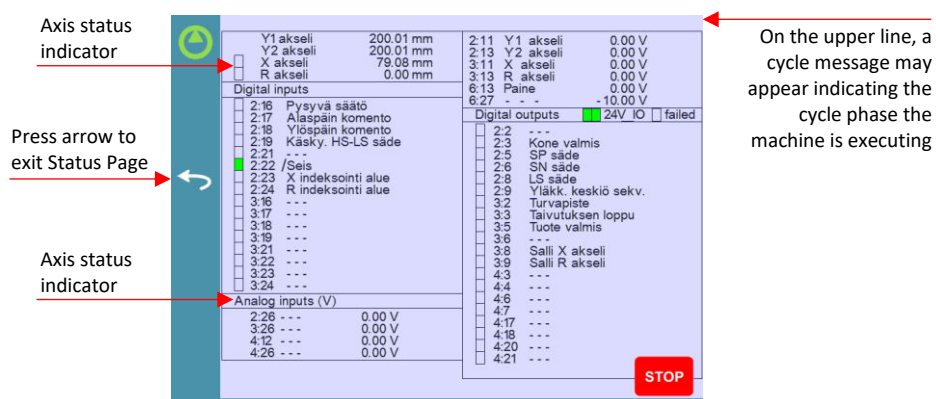 Axis status
indicator
Press arrow to
exit Status Page
Axis status
indicator
Y1 akseli 200.01 mm
Y2 akseli 200.01 mm
X akseli 79.08 mm
R akseli 0.00 mm
Digital inputs
2:16 Pysyvä säätö
2:17 Alaspäin komento
2:18 Ylöspäin komento
2:19 Käsky. HS-LS säde
2:21 - - -
2:22 /Seis
2:23 X indeksointi alue
2:24 R indeksointi alue
3:16 - - -
3:17 - - -
3:18 - - -
3:19 - - -
3:21 - - -
3:22 - - -
3:23 - - -
3:24 - - -
Analog inputs (V)
2:26 - - - 0.00 V
3:26 - - - 0.00 V
4:12 - - - 0.00 V
4:26 - - - 0.00 V
2:11 Y1 akseli 0.00 V
2:13 Y2 akseli 0.00 V
3:11 X akseli 0.00 V
3:13 R akseli 0.00 V
6:13 Paine 0.00 V
6:27 - - - -10.00 V
Digital outputs 24V_IO failed
2:2 - - -
2:3 Kone valmis
2:5 SP säde
2:6 SN säde
2:8 LS säde
2:9 Yläkk. keskiö sekv.
3:2 Turvapiste
3:3 Taivutuksen loppu
3:5 Tuote valmis
3:6 - - -
3:8 Salli X akseli
3:9 Salli R akseli
4:3 - - -
4:4 - - -
4:6 - - -
4:7 - - -
4:17 - - -
4:18 - - -
4:20 - - -
4:21 - - -
STOP
On the upper line, a
cycle message may
appear indicating the
cycle phase the
machine is executing